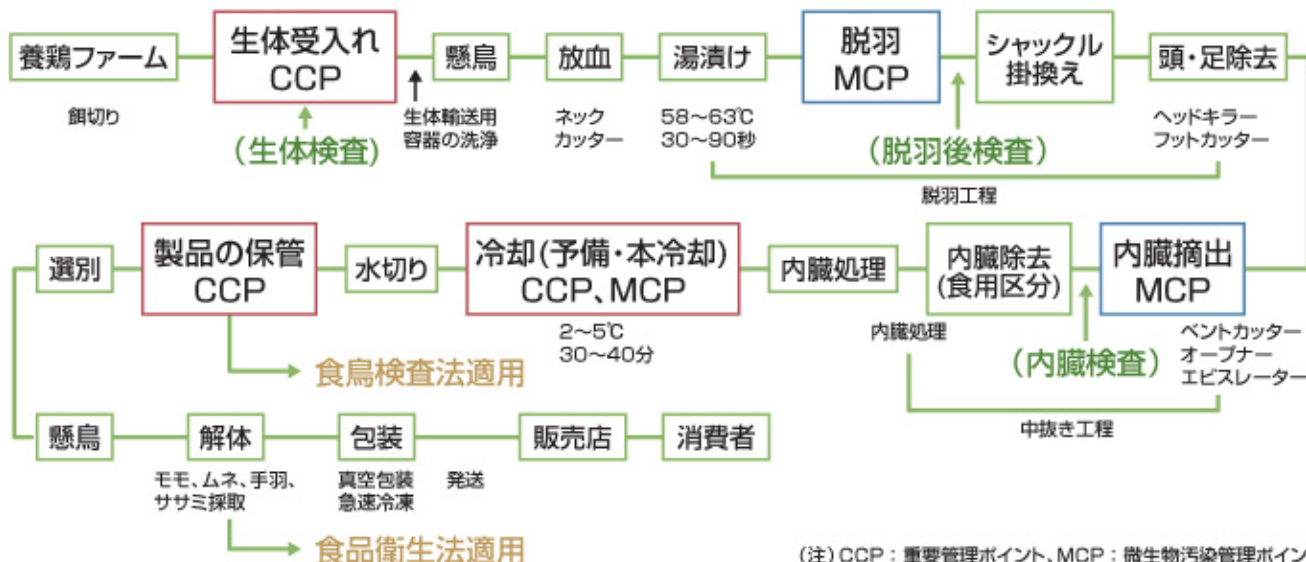 養鶏ファーム
生体受入れ
CCP
懸鳥
放血
湯漬け
脱羽
MCP
シャックル
掛換え
頭・足除去
餌切り
(生体検査)
生体輸送用
容器の洗浄
ネック
カッター
58〜63℃
30〜90秒
(脱羽後検査)
ヘッドキラー
フットカッター
脱羽工程
選別
製品の保管
CCP
水切り
冷却(予備・本冷却)
CCP、MCP
内臓処理
内臓除去
(食用区分)
内臓摘出
MCP
2〜5℃
30〜40分
内臓処理
(内臓検査)
ベントカッター
オープナー
エビスレーター
食鳥検査法適用
中抜き工程
懸鳥
解体
包装
販売店
消費者
モモ、ムネ、手羽、
ササミ採取
真空包装
急速冷凍
発送
食品衛生法適用
(注) CCP：重要管理ポイント、MCP：微生物汚染管理ポイン